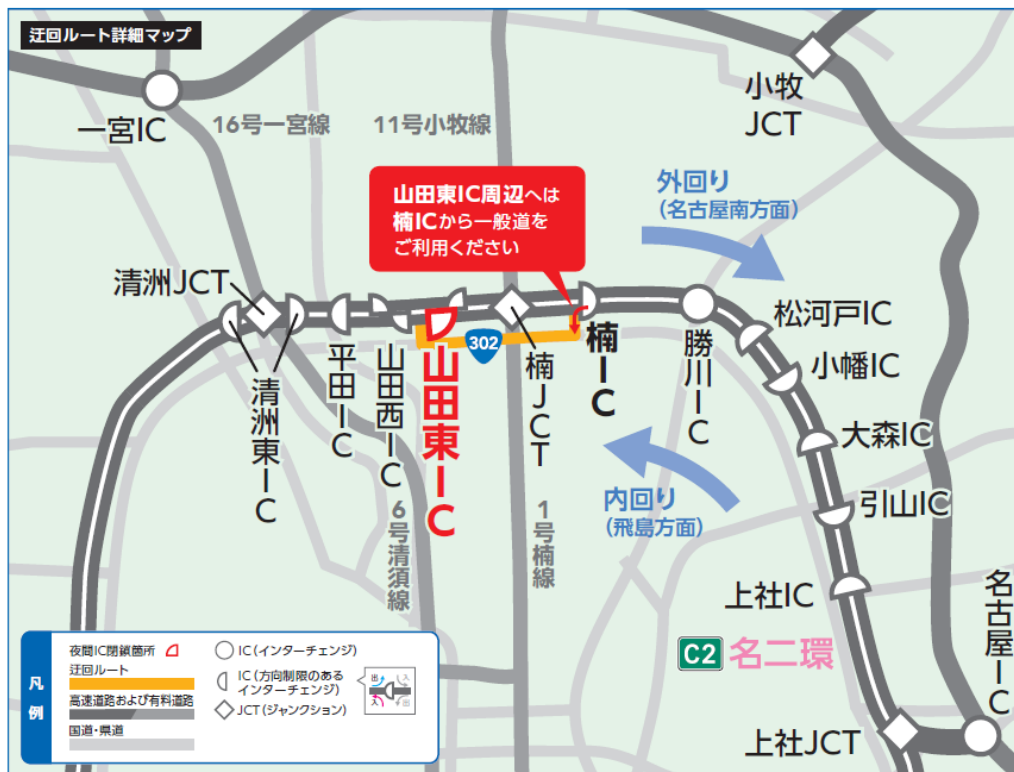 迂回ルート詳細マップ
一宮IC
16号一宮線
11号小牧線
小牧
JCT
山田東IC周辺へは
楠ICから一般道を
ご利用ください
外回り
(名古屋南方面)
清洲JCT
302
清洲東IC
平田IC
山田西IC
山田東IC
楠JCT
楠IC
勝川IC
松河戸IC
小幡IC
大森IC
引山IC
内回り
(飛島方面)
6号清須線
1号楠線
上社IC
名古屋IC
C2 名二環
上社JCT
凡例
夜間IC閉鎖箇所
迂回ルート
高速道路および有料道路
国道・県道
IC(インターチェンジ)
IC(方向制限のある
インターチェンジ)
JCT(ジャンクション)
出
入
入
出